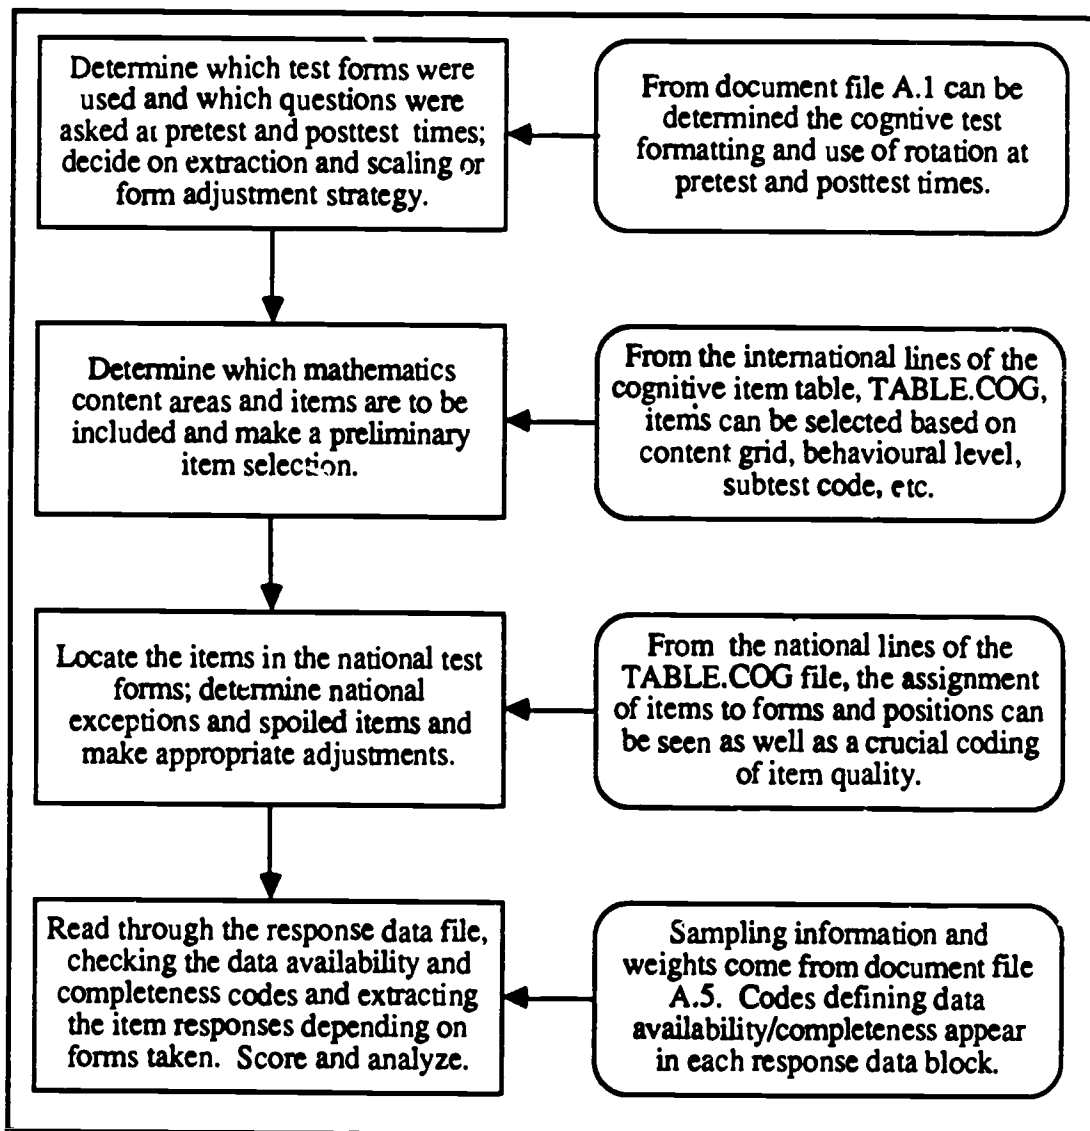 Determine which test forms were
used and which questions were
asked at pretest and posttest times;
decide on extraction and scaling or
form adjustment strategy.
From document file A.1 can be
determined the cogntive test
formatting and use of rotation at
pretest and posttest times.
Determine which mathematics
content areas and items are to be
included and make a preliminary
item selection.
From the international lines of the
cognitive item table, TABLE.COG,
items can be selected based on
content grid, behavioural level,
subtest code, etc.
Locate the items in the national test
forms; determine national
exceptions and spoiled items and
make appropriate adjustments.
From the national lines of the
TABLE.COG file, the assignment
of items to forms and positions can
be seen as well as a crucial coding
of item quality.
Read through the response data file,
checking the data availability and
completeness codes and extracting
the item responses depending on
forms taken. Score and analyze.
Sampling information and
weights come from document file
A.5. Codes defining data
availability/completeness appear
in each response data block.